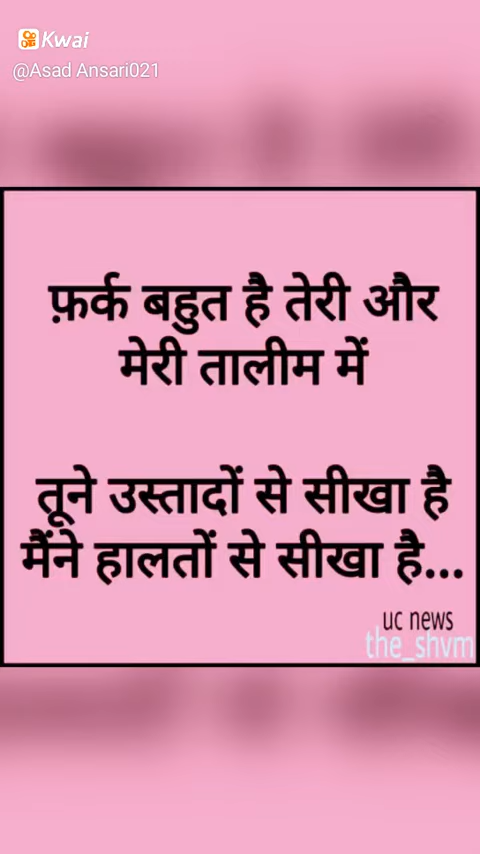 Kwai
@Asad Ansari021
फ़र्क बहुत है तेरी और
मेरी तालीम में
तूने उस्तादों से सीखा है
मैंने हालतों से सीखा है...
uc news
the_shvm